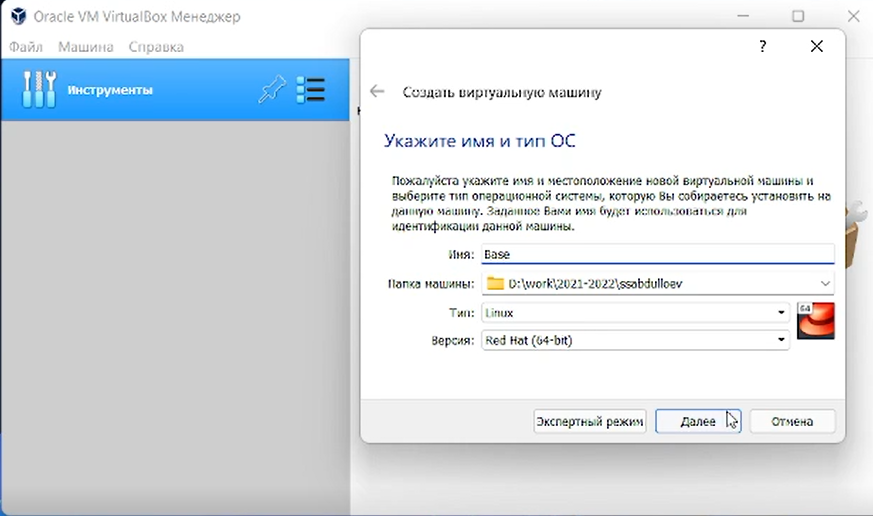 Oracle VM VirtualBox Менеджер
Файл Машина Справка
Инструменты
?
Создать виртуальную машину
Укажите имя и тип ОС
Пожалуйста укажите имя и местоположение новой виртуальной машины и
выберите тип операционной системы, которую Вы собираетесь установить на
данную машину. Заданное Вами имя будет использоваться для
идентификации данной машины.
Имя: Base
Папка машины: D:\work\2021-2022\ssabdulloev
Тип: Linux
64
Версия: Red Hat (64-bit)
Экспертный режим Далее Отмена